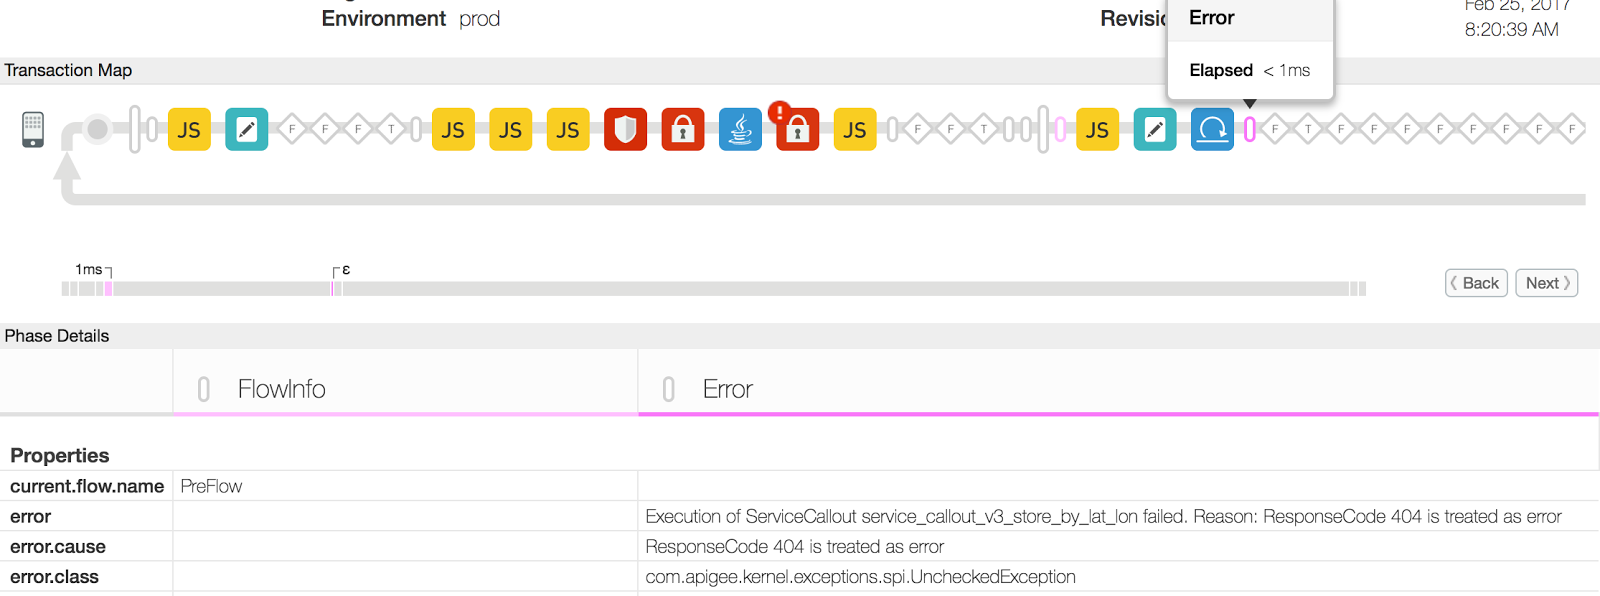 Environment prod
Revisio
Error
Feb 25, 2017
8:20:39 AM
Elapsed < 1ms
Transaction Map
JS F F F T JS JS JS ! JS F F T JS F T F F F F F F F F
1ms ε
Back Next
Phase Details
FlowInfo Error
Properties
current.flow.name PreFlow
error Execution of ServiceCallout service_callout_v3_store_by_lat_lon failed. Reason: ResponseCode 404 is treated as error
error.cause ResponseCode 404 is treated as error
error.class com.apigee.kernel.exceptions.spi.UncheckedException